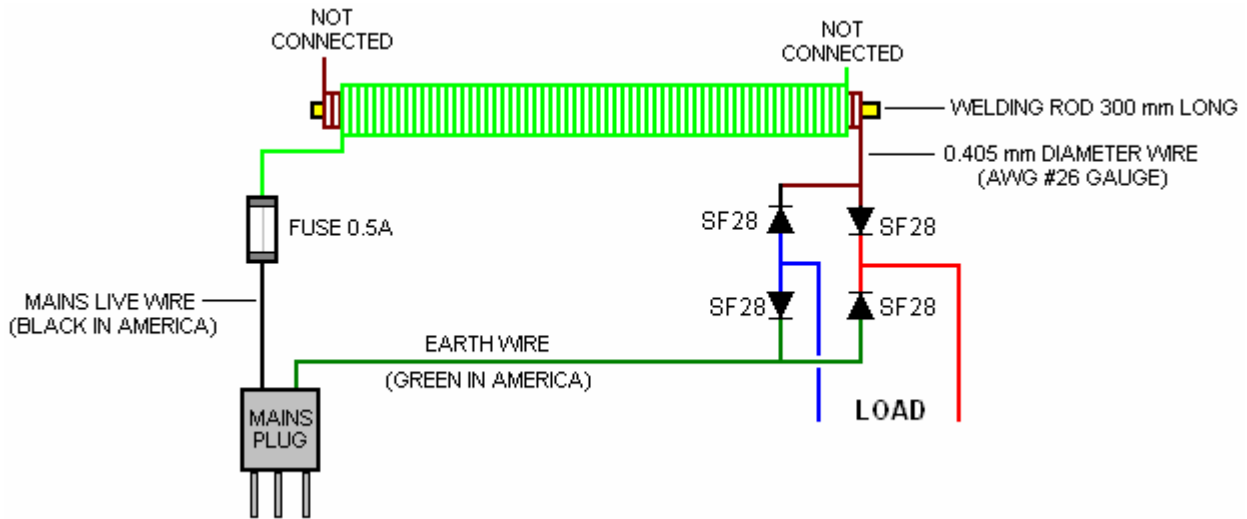 NOT
CONNECTED
NOT
CONNECTED
WELDING ROD 300 mm LONG
0.405 mm DIAMETER WIRE
(AWG #26 GAUGE)
SF28
SF28
FUSE 0.5A
MAINS LIVE WIRE
(BLACK IN AMERICA)
SF28
SF28
EARTH WIRE
(GREEN IN AMERICA)
LOAD
MAINS
PLUG